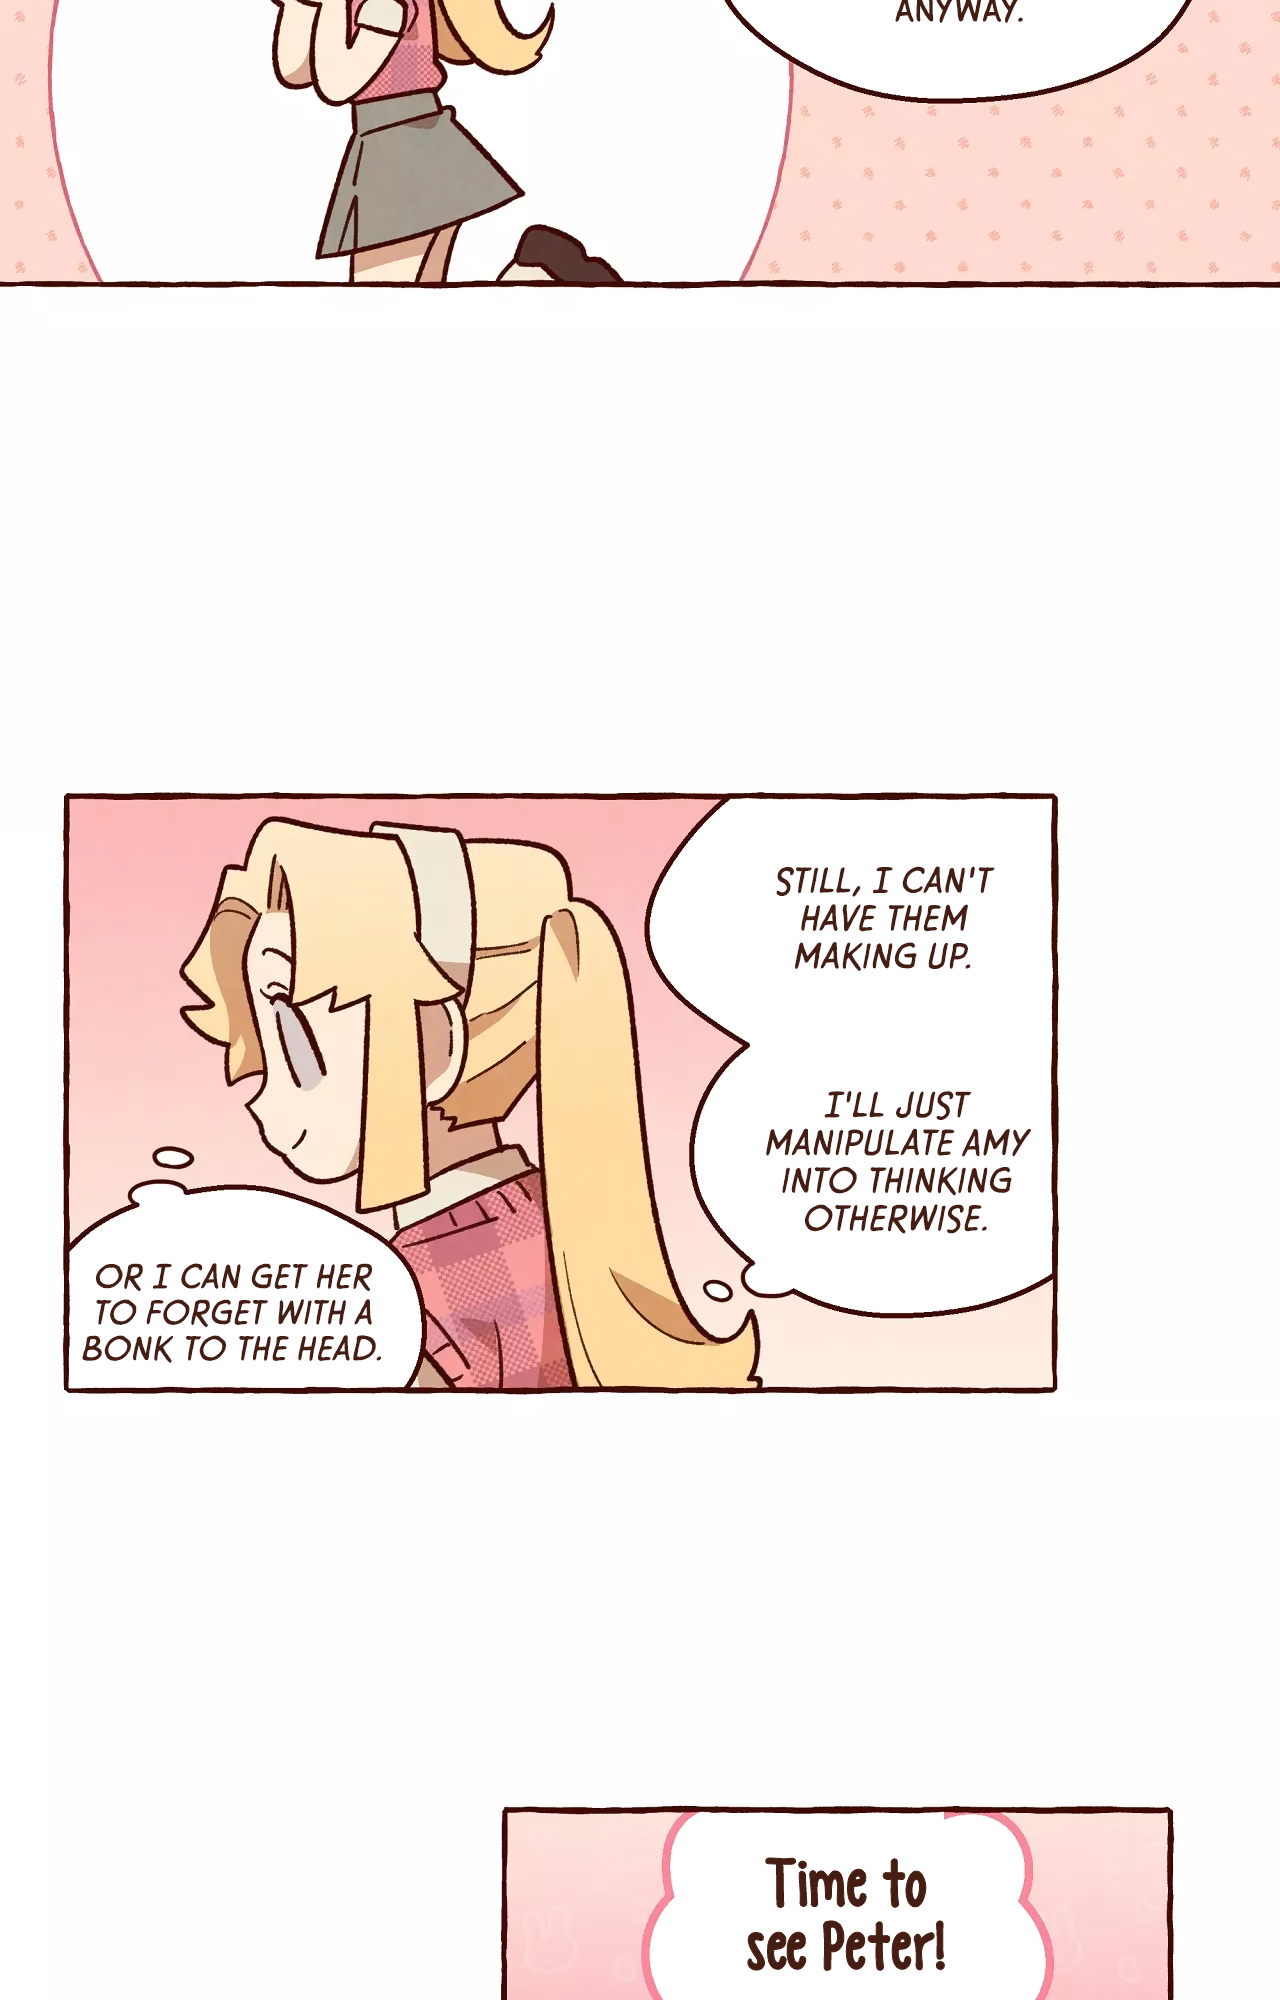 ANYWAY.
STILL, I CAN'T
HAVE THEM
MAKING UP.
I'LL JUST
MANIPULATE AMY
INTO THINKING
OTHERWISE.
OR I CAN GET HER
TO FORGET WITH A
BONK TO THE HEAD.
Time to
see Peter!